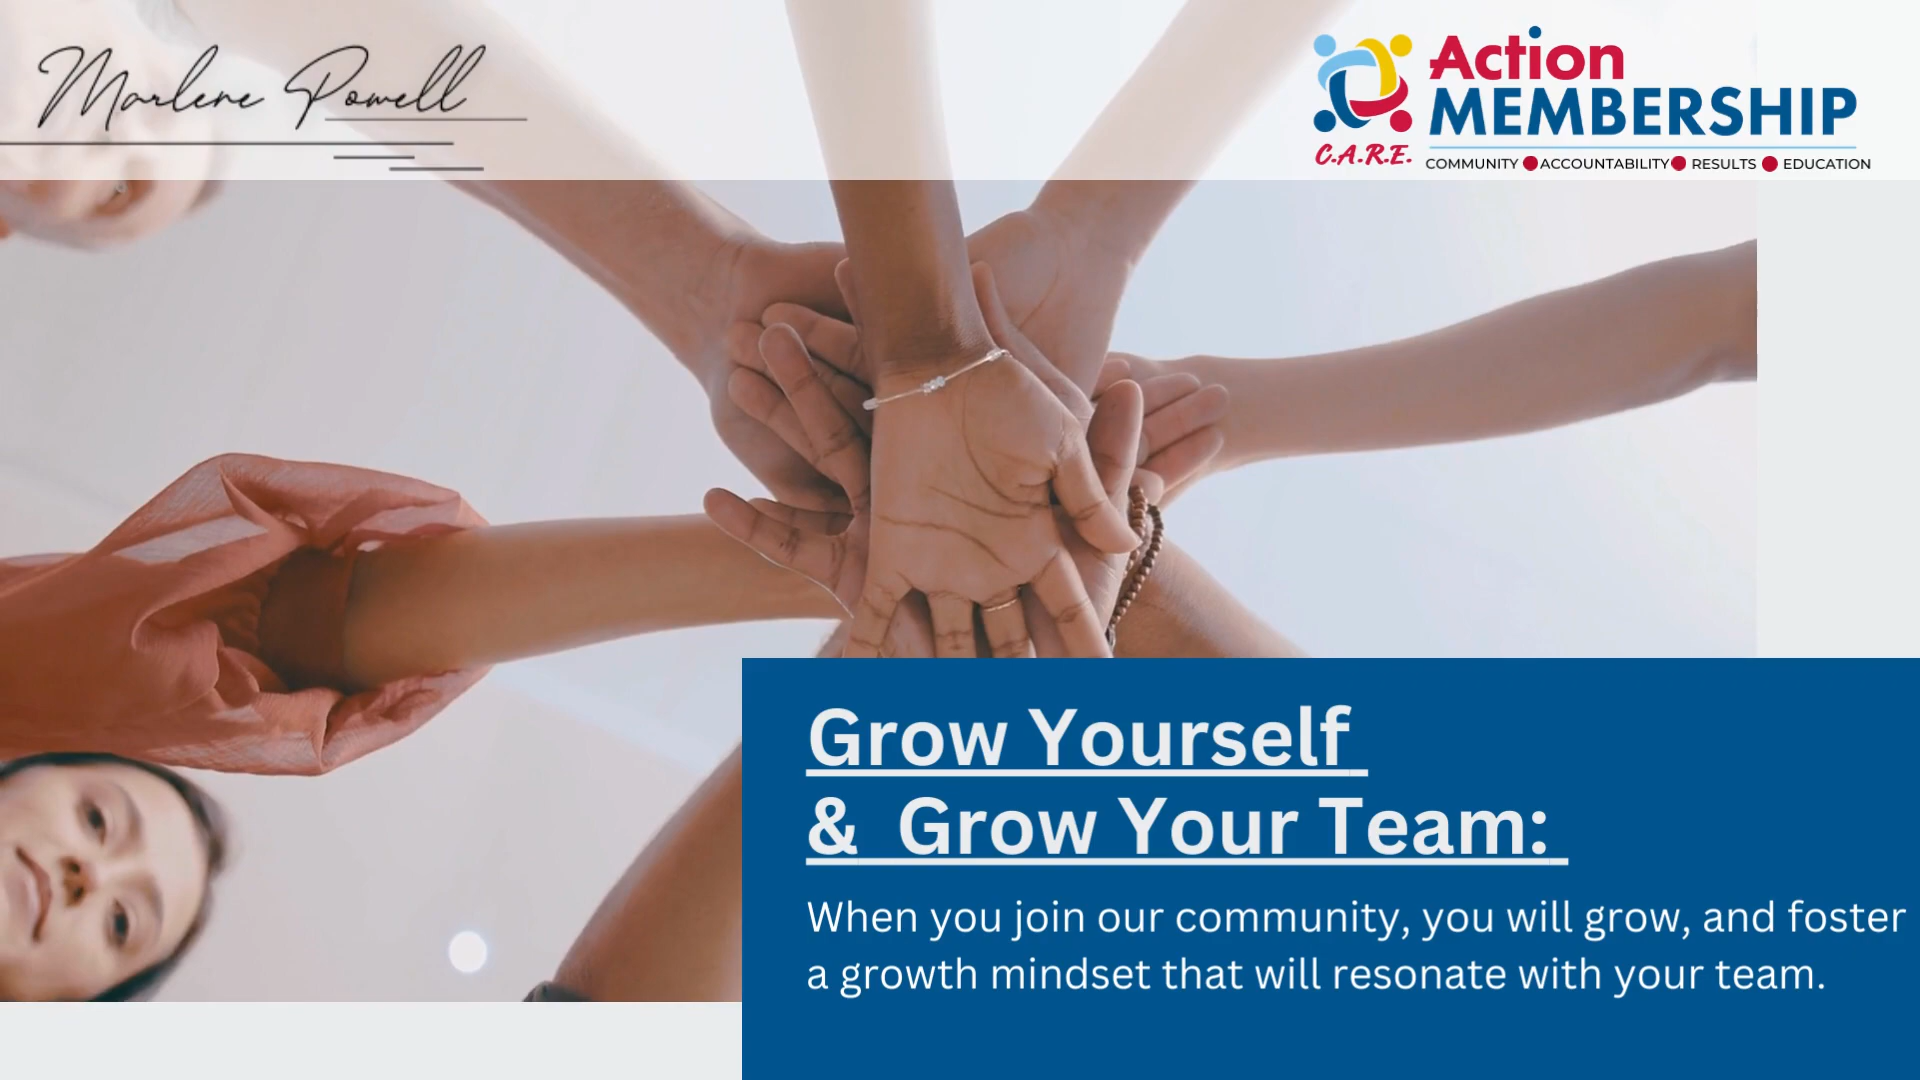 Marlene Powell
Action
MEMBERSHIP
C.A.R.E.
COMMUNITY ● ACCOUNTABILITY ● RESULTS ● EDUCATION
Grow Yourself
& Grow Your Team:
When you join our community, you will grow, and foster
a growth mindset that will resonate with your team.